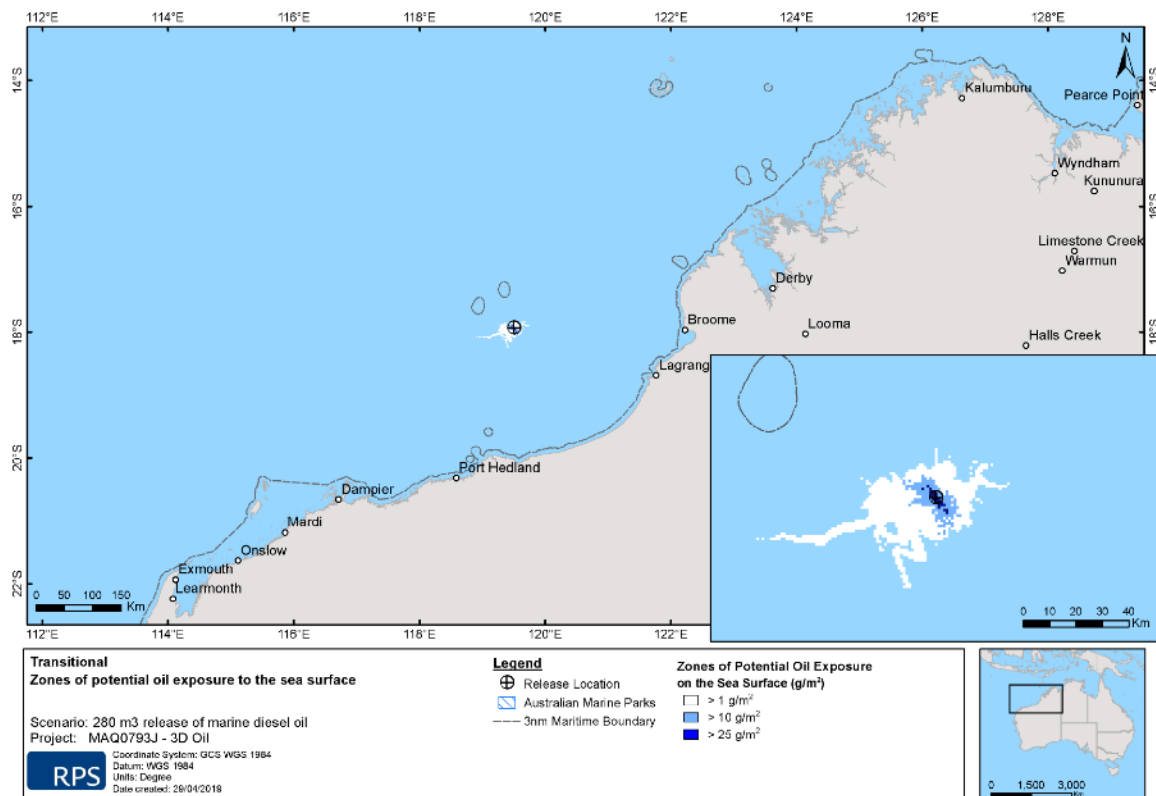 112°E 114°E 116°E 118°E 120°E 122°E 124°E 126°E 128°E
N
14°S 14°S
Kalumburu
Pearce Point
Wyndham
Kununurra
16°S 16°S
Limestone Creek
Warmun
Derby
Broome
Looma
18°S 18°S
Halls Creek
Lagrang
20°S
Port Hedland
Dampier
Mardi
Onslow
Exmouth
22°S
Learmonth
0 50 100 150
Km
0 10 20 30 40
Km
112°E 114°E 116°E 118°E 120°E 122°E 124°E 126°E 128°E
Transitional
Zones of potential oil exposure to the sea surface
Scenario: 280 m3 release of marine diesel oil
Project: MAQ0793J - 3D Oil
RPS
Coordinate System: GCS WGS 1984
Datum: WGS 1984
Units: Degree
Date created: 29/04/2019
Legend
Release Location
Australian Marine Parks
3nm Maritime Boundary
Zones of Potential Oil Exposure
on the Sea Surface (g/m²)
> 1 g/m²
> 10 g/m²
> 25 g/m²
0 1,500 3,000
Km